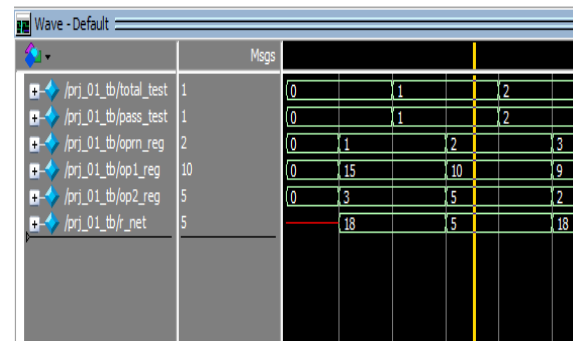 Wave - Default
Msgs
/prj_01_tb/total_test 1 0 1 2
/prj_01_tb/pass_test 1 0 1 2
/prj_01_tb/oprn_reg 2 0 1 2 3
/prj_01_tb/op1_reg 10 0 15 10 9
/prj_01_tb/op2_reg 5 0 3 5 2
/prj_01_tb/r_net 5 18 5 18